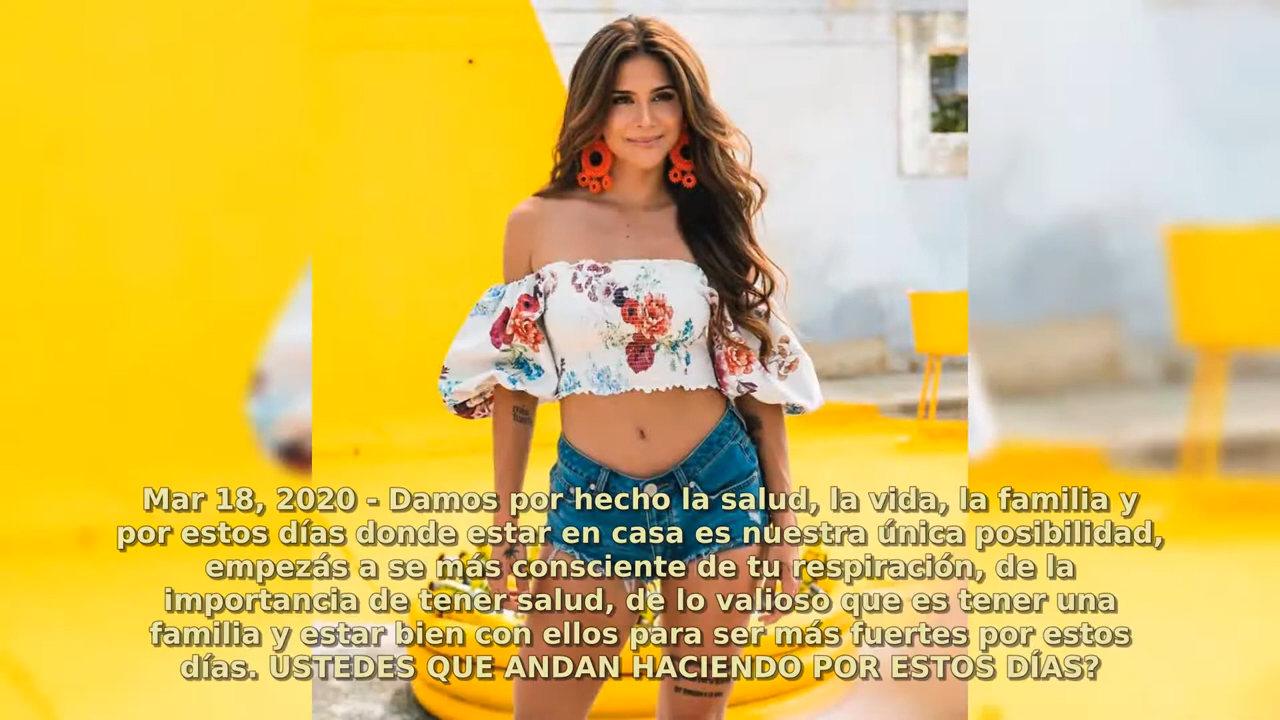 Mar 18, 2020 - Damos por hecho la salud, la vida, la familia y
por estos días donde estar en casa es nuestra única posibilidad,
empezás a se más consciente de tu respiración, de la
importancia de tener salud, de lo valioso que es tener una
familia y estar bien con ellos para ser más fuertes por estos
días. USTEDES QUE ANDAN HACIENDO POR ESTOS DÍAS?